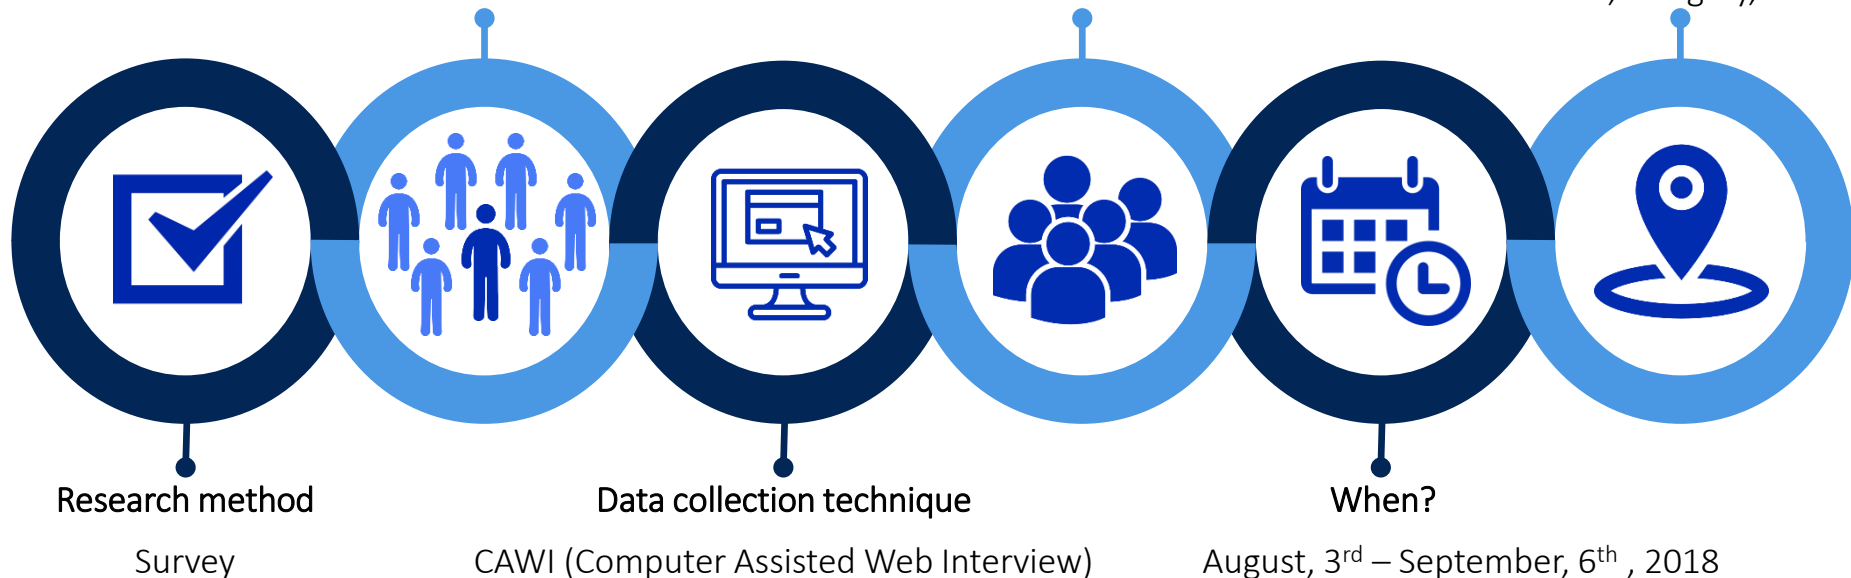 Research method
Data collection technique
When?
Survey
CAWI (Computer Assisted Web Interview)
August, 3rd – September, 6th , 2018